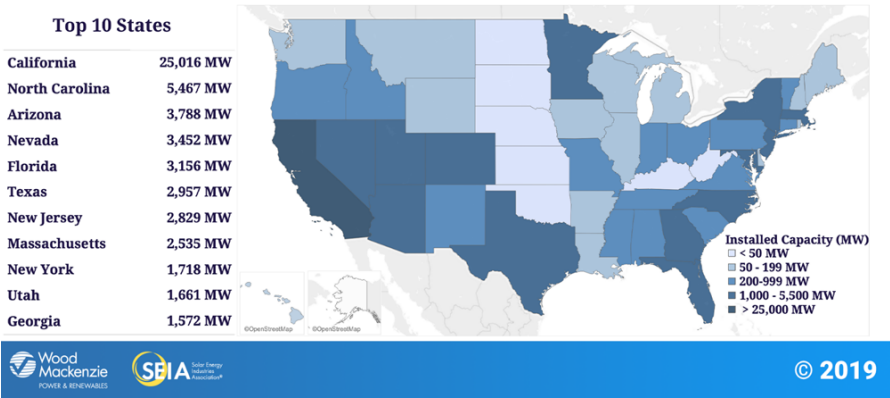 Top 10 States
California 25,016 MW
North Carolina 5,467 MW
Arizona 3,788 MW
Nevada 3,452 MW
Florida 3,156 MW
Texas 2,957 MW
New Jersey 2,829 MW
Massachusetts 2,535 MW
New York 1,718 MW
Utah 1,661 MW
Georgia 1,572 MW
Installed Capacity (MW)
< 50 MW
50 - 199 MW
200-999 MW
1,000 - 5,500 MW
> 25,000 MW
©OpenStreetMap
©OpenStreetMap
Wood
Mackenzie
POWER & RENEWABLES
SEIA
Solar Energy
Industries
Association®
© 2019